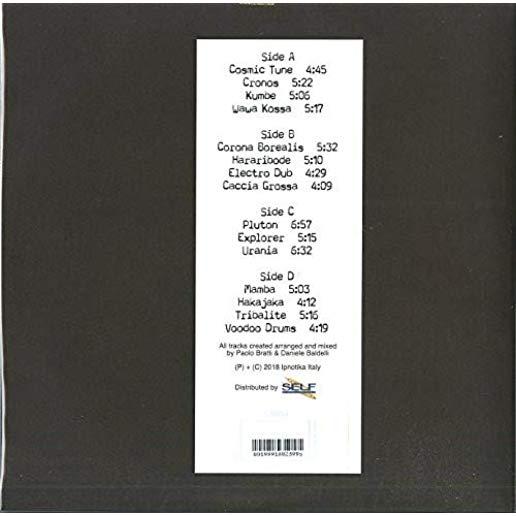 Side A
Cosmic Tune 4:45
Cronos 5:22
Kumbe 5:06
Wawa Kossa 5:17
Side B
Corona Borealis 5:32
Hararibode 5:10
Electro Dub 4:29
Caccia Grossa 4:09
Side C
Pluton 6:57
Explorer 5:15
Urania 6:32
Side D
Mamba 5:03
Hakajaka 4:12
Tribalite 5:16
Voodoo Drums 4:19
All tracks created arranged and mixed
by Paolo Bratti & Daniele Baldelli
(P) + (C) 2018 Ipnotika Italy
Distributed by SELF